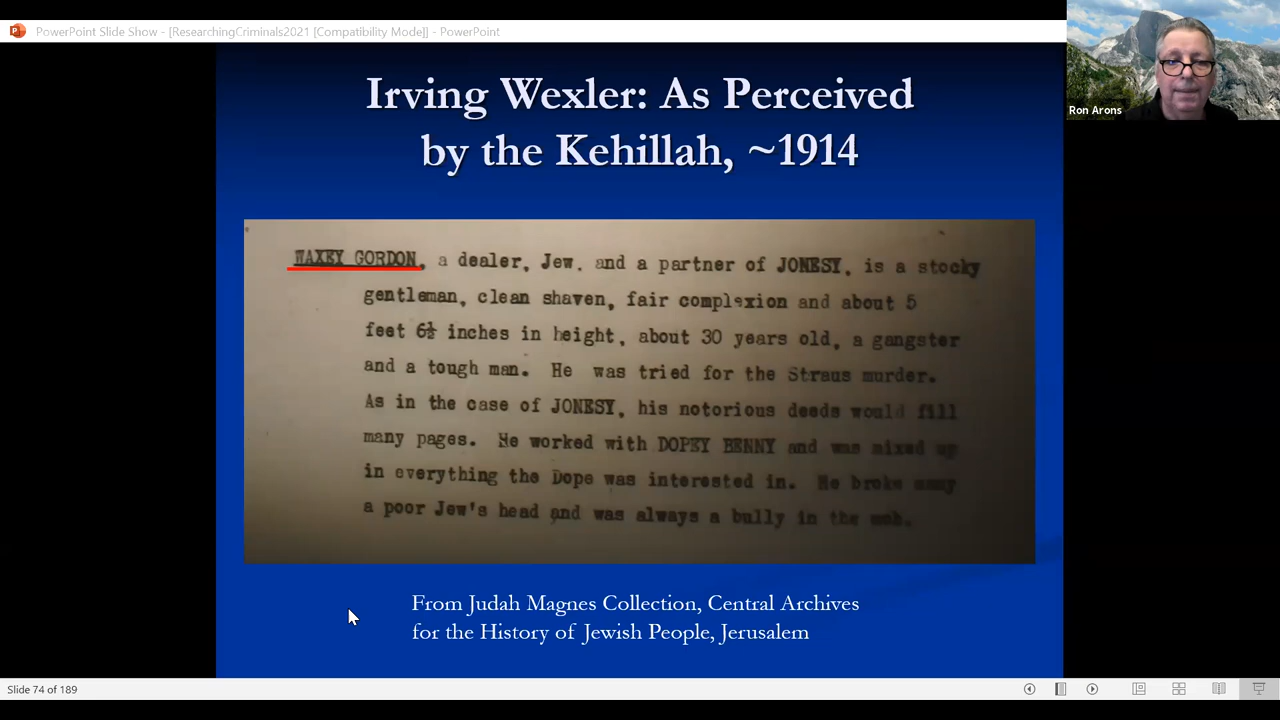 PowerPoint Slide Show - [ResearchingCriminals2021 [Compatibility Mode]] - PowerPoint
Ron Arons
Irving Wexler: As Perceived
by the Kehillah, ~1914
WAXEY GORDON, a dealer, Jew. and a partner of JONESY, is a stocky
gentleman, clean shaven, fair complexion and about 5
feet 6½ inches in height, about 30 years old, a gangster
and a tough man. He was tried for the Straus murder.
As in the case of JONESY, his notorious deeds would fill
many pages. He worked with DOPEY BENNY and was mixed up
in everything the Dope was interested in. He broke many
a poor Jew's head and was always a bully in the mob.
From Judah Magnes Collection, Central Archives
for the History of Jewish People, Jerusalem
Slide 74 of 189